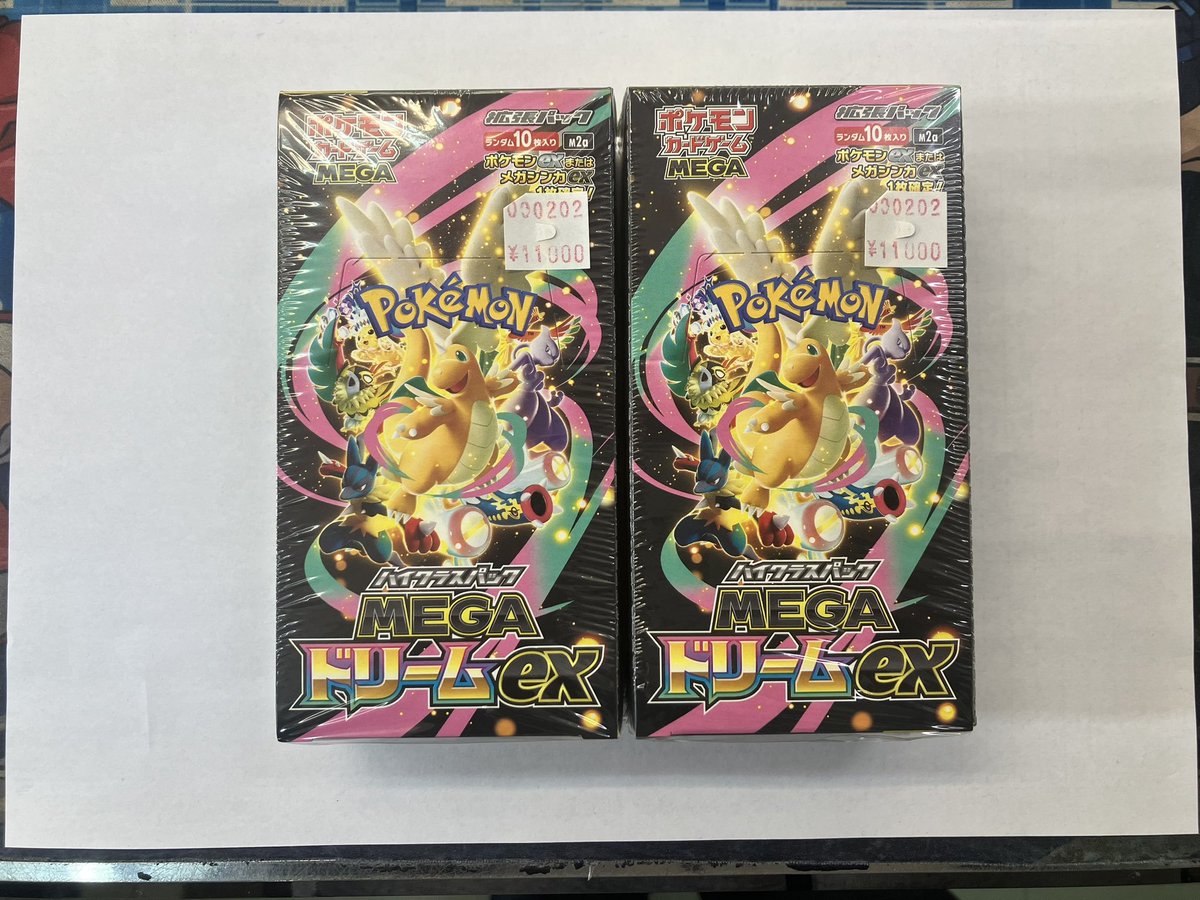 ポケモン
カードゲーム
MEGA
拡張パック
ランダム10枚入り
M2a
ポケモンexまたは
メガシンカex
1枚確定!!
000202
¥11000
Pokémon
ハイクラスパック
MEGA
ドリームex
ポケモン
カードゲーム
MEGA
拡張パック
ランダム10枚入り
M2a
ポケモンexまたは
メガシンカex
1枚確定!!
000202
¥11000
Pokémon
ハイクラスパック
MEGA
ドリームex